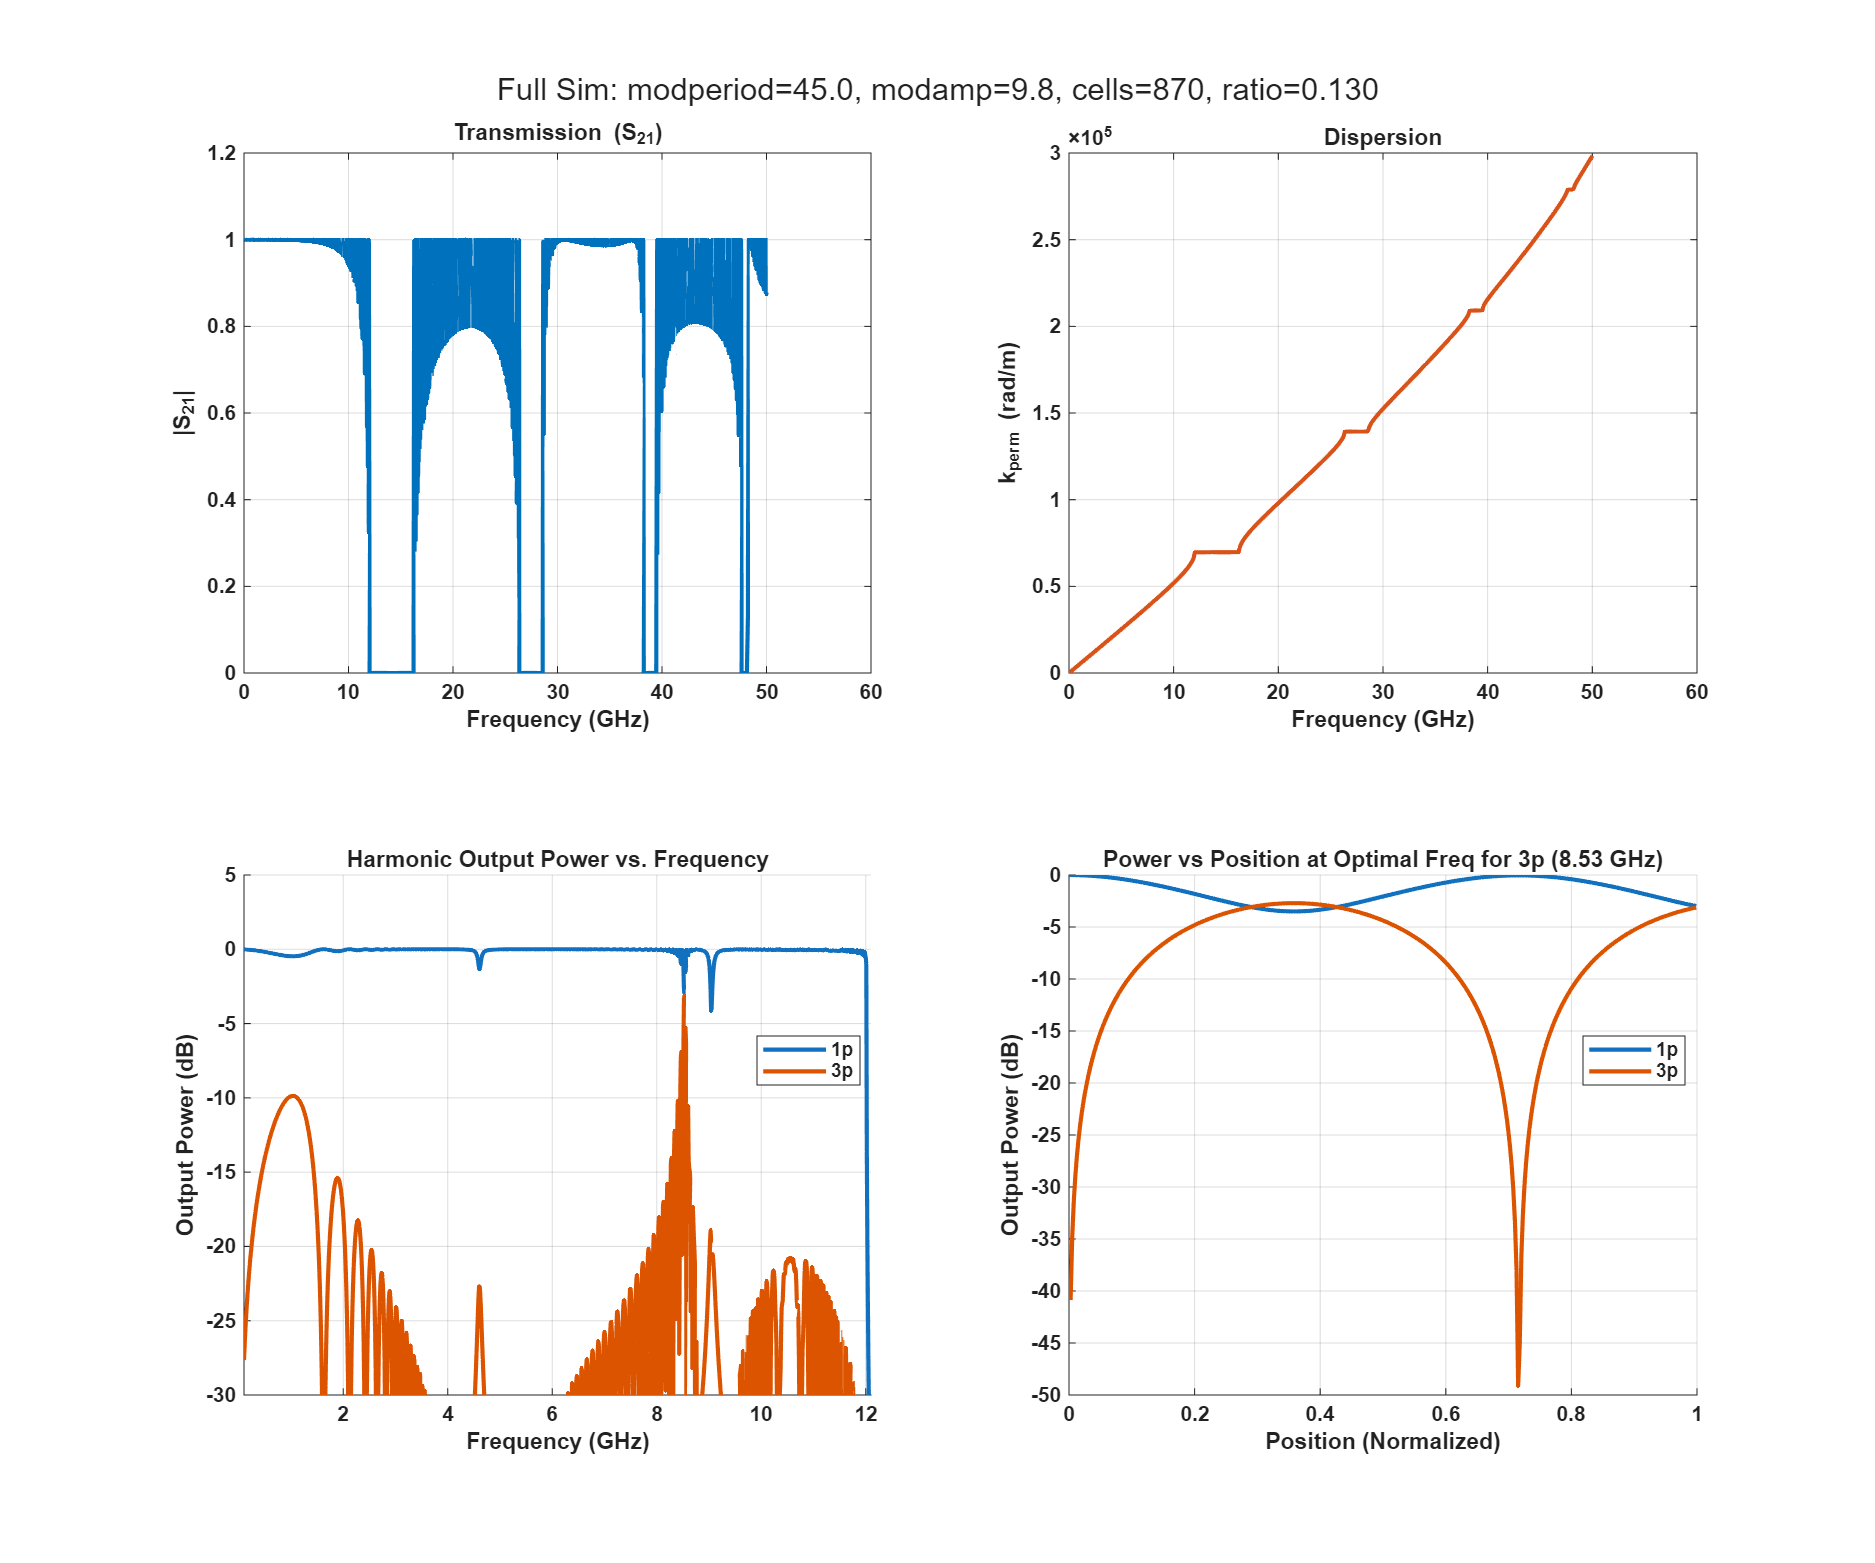 Full Sim: modperiod=45.0, modamp=9.8, cells=870, ratio=0.130
Transmission (S21)
1.2
1
0.8
0.6
0.4
0.2
0
|S21|
0 10 20 30 40 50 60
Frequency (GHz)
×10^5
Dispersion
3
2.5
2
1.5
1
0.5
0
kperm (rad/m)
0 10 20 30 40 50 60
Frequency (GHz)
Harmonic Output Power vs. Frequency
5
0
-5
-10
-15
-20
-25
-30
Output Power (dB)
1p
3p
2 4 6 8 10 12
Frequency (GHz)
Power vs Position at Optimal Freq for 3p (8.53 GHz)
0
-5
-10
-15
-20
-25
-30
-35
-40
-45
-50
Output Power (dB)
1p
3p
0 0.2 0.4 0.6 0.8 1
Position (Normalized)